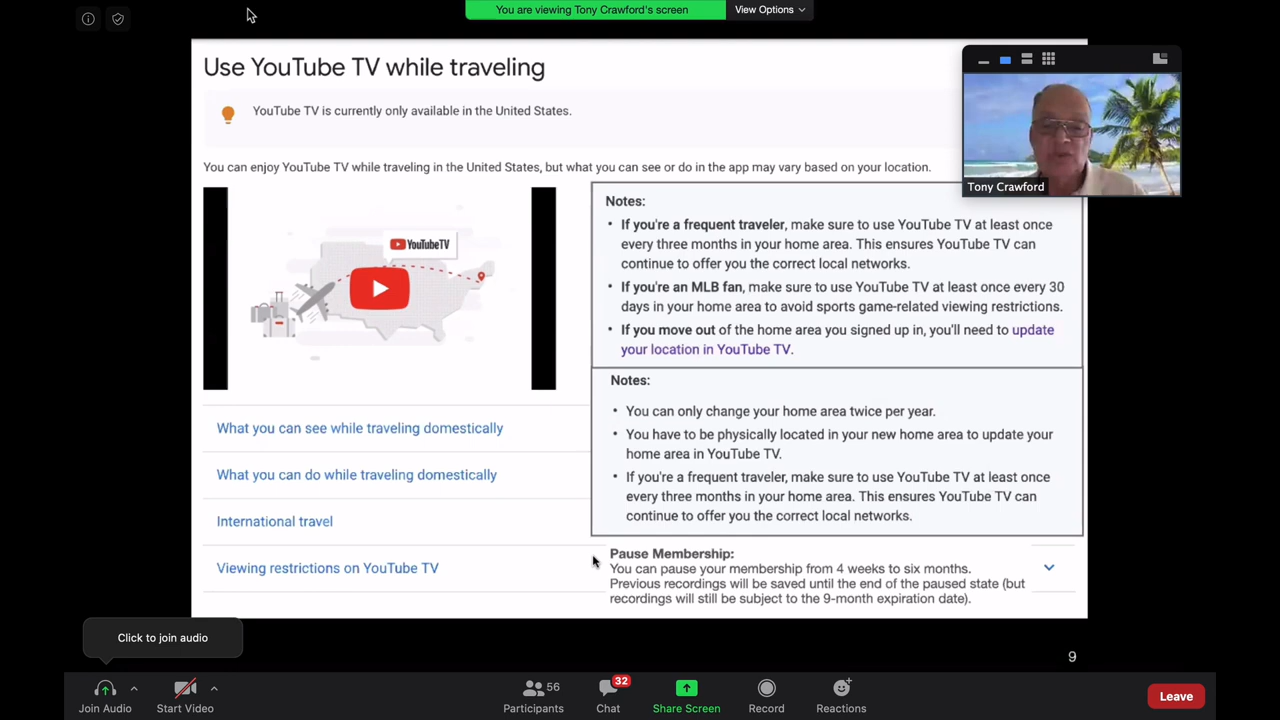 You are viewing Tony Crawford's screen
View Options
Use YouTube TV while traveling
YouTube TV is currently only available in the United States.
You can enjoy YouTube TV while traveling in the United States, but what you can see or do in the app may vary based on your location.
Tony Crawford
YouTubeTV
Notes:
• If you're a frequent traveler, make sure to use YouTube TV at least once
every three months in your home area. This ensures YouTube TV can
continue to offer you the correct local networks.
• If you're an MLB fan, make sure to use YouTube TV at least once every 30
days in your home area to avoid sports game-related viewing restrictions.
• If you move out of the home area you signed up in, you'll need to update
your location in YouTube TV.
Notes:
• You can only change your home area twice per year.
• You have to be physically located in your new home area to update your
home area in YouTube TV.
• If you're a frequent traveler, make sure to use YouTube TV at least once
every three months in your home area. This ensures YouTube TV can
continue to offer you the correct local networks.
What you can see while traveling domestically
What you can do while traveling domestically
International travel
Viewing restrictions on YouTube TV
Pause Membership:
You can pause your membership from 4 weeks to six months.
Previous recordings will be saved until the end of the paused state (but
recordings will still be subject to the 9-month expiration date).
Click to join audio
9
Join Audio
Start Video
56
Participants
32
Chat
Share Screen
Record
Reactions
Leave